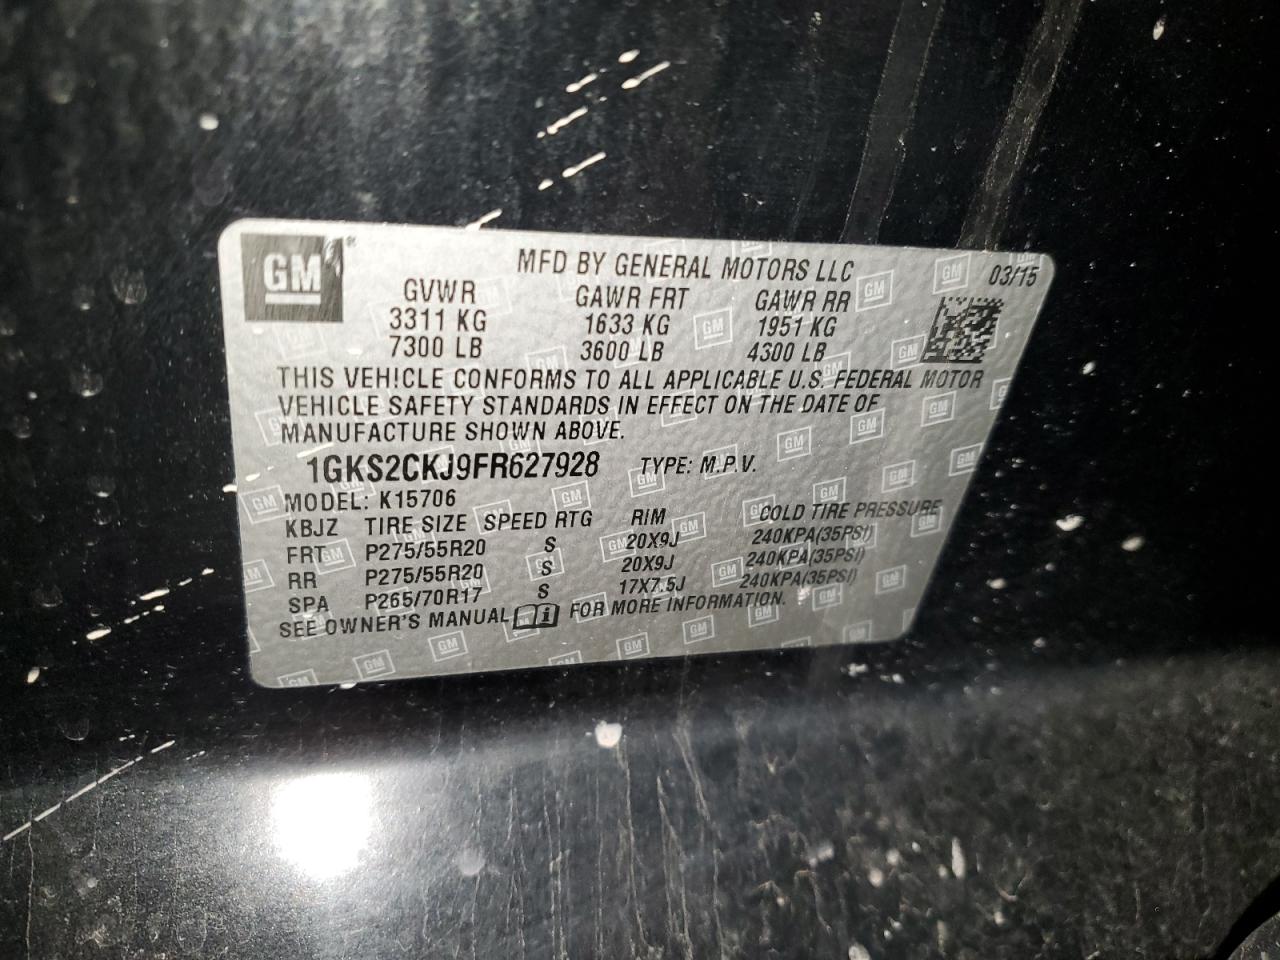 GM
MFD BY GENERAL MOTORS LLC 03/15
GVWR GAWR FRT GAWR RR
3311 KG 1633 KG 1951 KG
7300 LB 3600 LB 4300 LB
THIS VEHICLE CONFORMS TO ALL APPLICABLE U.S. FEDERAL MOTOR
VEHICLE SAFETY STANDARDS IN EFFECT ON THE DATE OF
MANUFACTURE SHOWN ABOVE.
1GKS2CKJ9FR627928 TYPE: M.P.V.
MODEL: K15706
KBJZ TIRE SIZE SPEED RTG RIM COLD TIRE PRESSURE
FRT P275/55R20 S 20X9J 240KPA(35PSI)
RR P275/55R20 S 20X9J 240KPA(35PSI)
SPA P265/70R17 S 17X7.5J 240KPA(35PSI)
SEE OWNER'S MANUAL i FOR MORE INFORMATION.